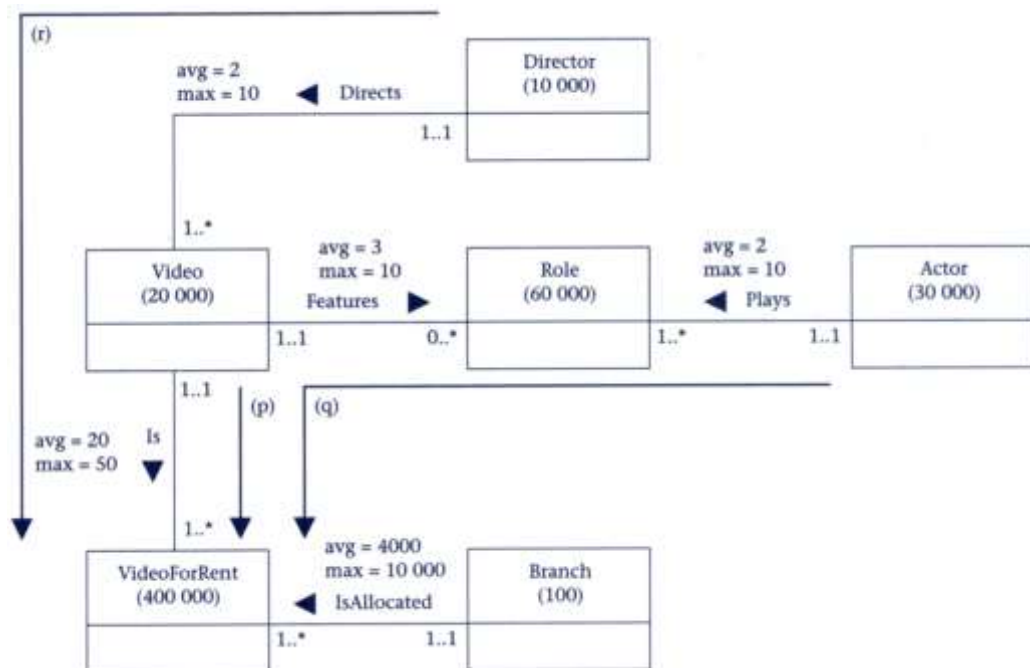 (r)
Director
(10 000)
avg = 2
max = 10
Directs
1..1
1..*
Video
(20 000)
avg = 3
max = 10
Features
Role
(60 000)
avg = 2
max = 10
Plays
Actor
(30 000)
1..1
0..*
1..*
1..1
1..1
(p)
(q)
avg = 20
max = 50
Is
1..*
VideoForRent
(400 000)
avg = 4000
max = 10 000
IsAllocated
Branch
(100)
1..*
1..1